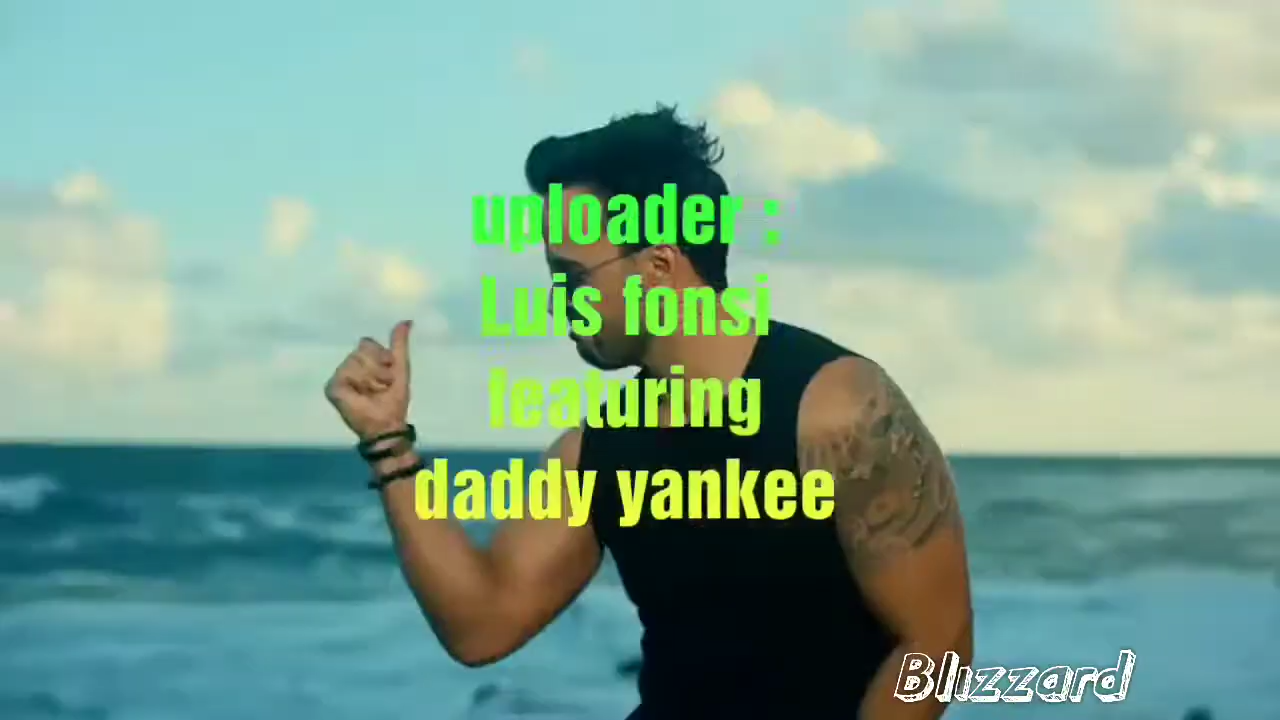 uploader :
Luis fonsi
featuring
daddy yankee
Blizzard